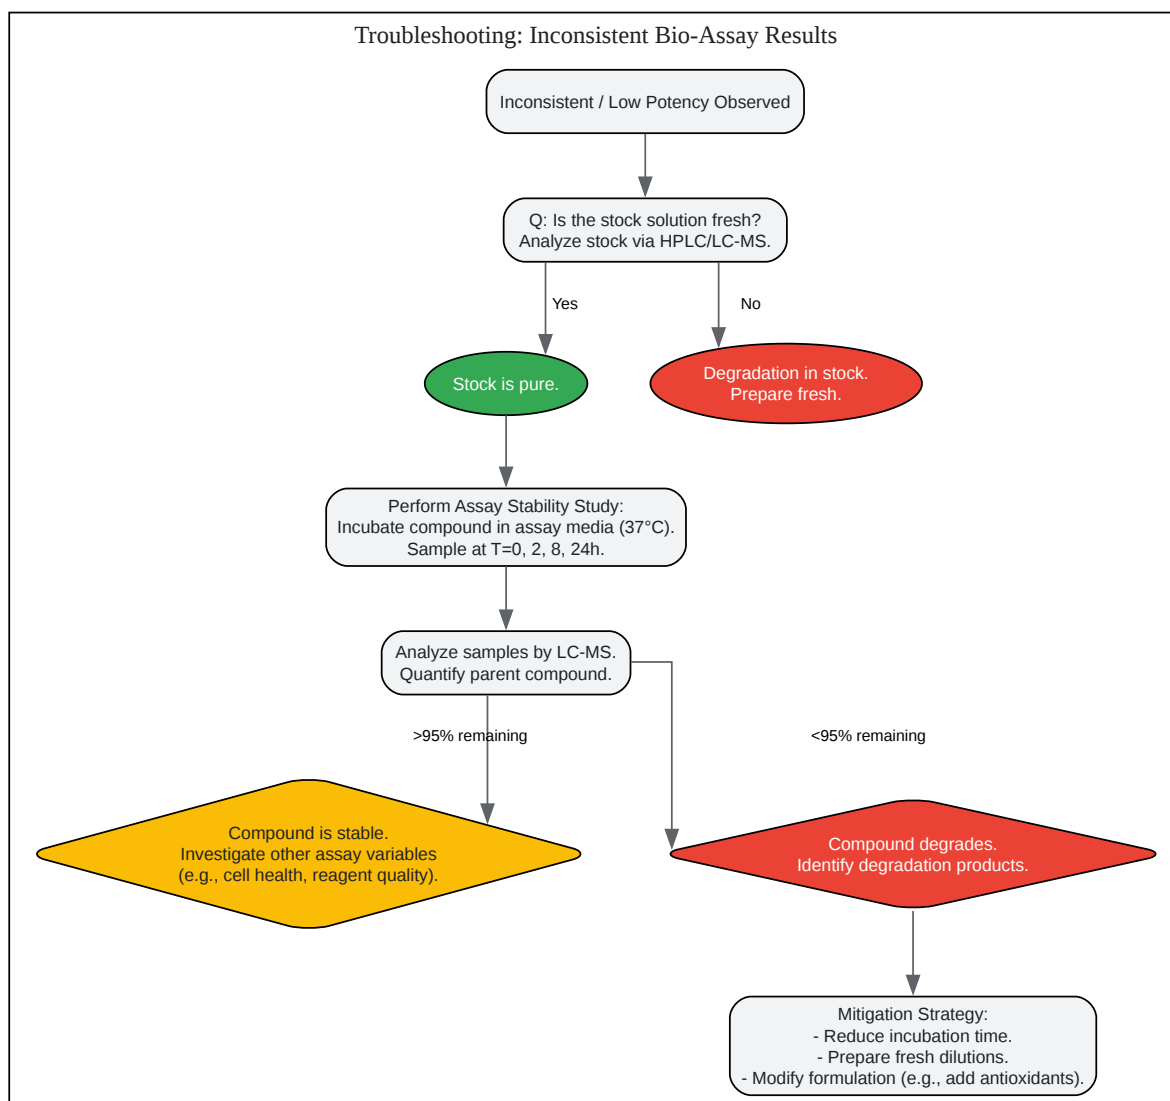 Troubleshooting: Inconsistent Bio-Assay Results
Inconsistent / Low Potency Observed
Q: Is the stock solution fresh?
Analyze stock via HPLC/LC-MS.
Yes
No
Stock is pure.
Degradation in stock.
Prepare fresh.
Perform Assay Stability Study:
Incubate compound in assay media (37°C).
Sample at T=0, 2, 8, 24h.
Analyze samples by LC-MS.
Quantify parent compound.
>95% remaining
<95% remaining
Compound is stable.
Investigate other assay variables
(e.g., cell health, reagent quality).
Compound degrades.
Identify degradation products.
Mitigation Strategy:
- Reduce incubation time.
- Prepare fresh dilutions.
- Modify formulation (e.g., add antioxidants).